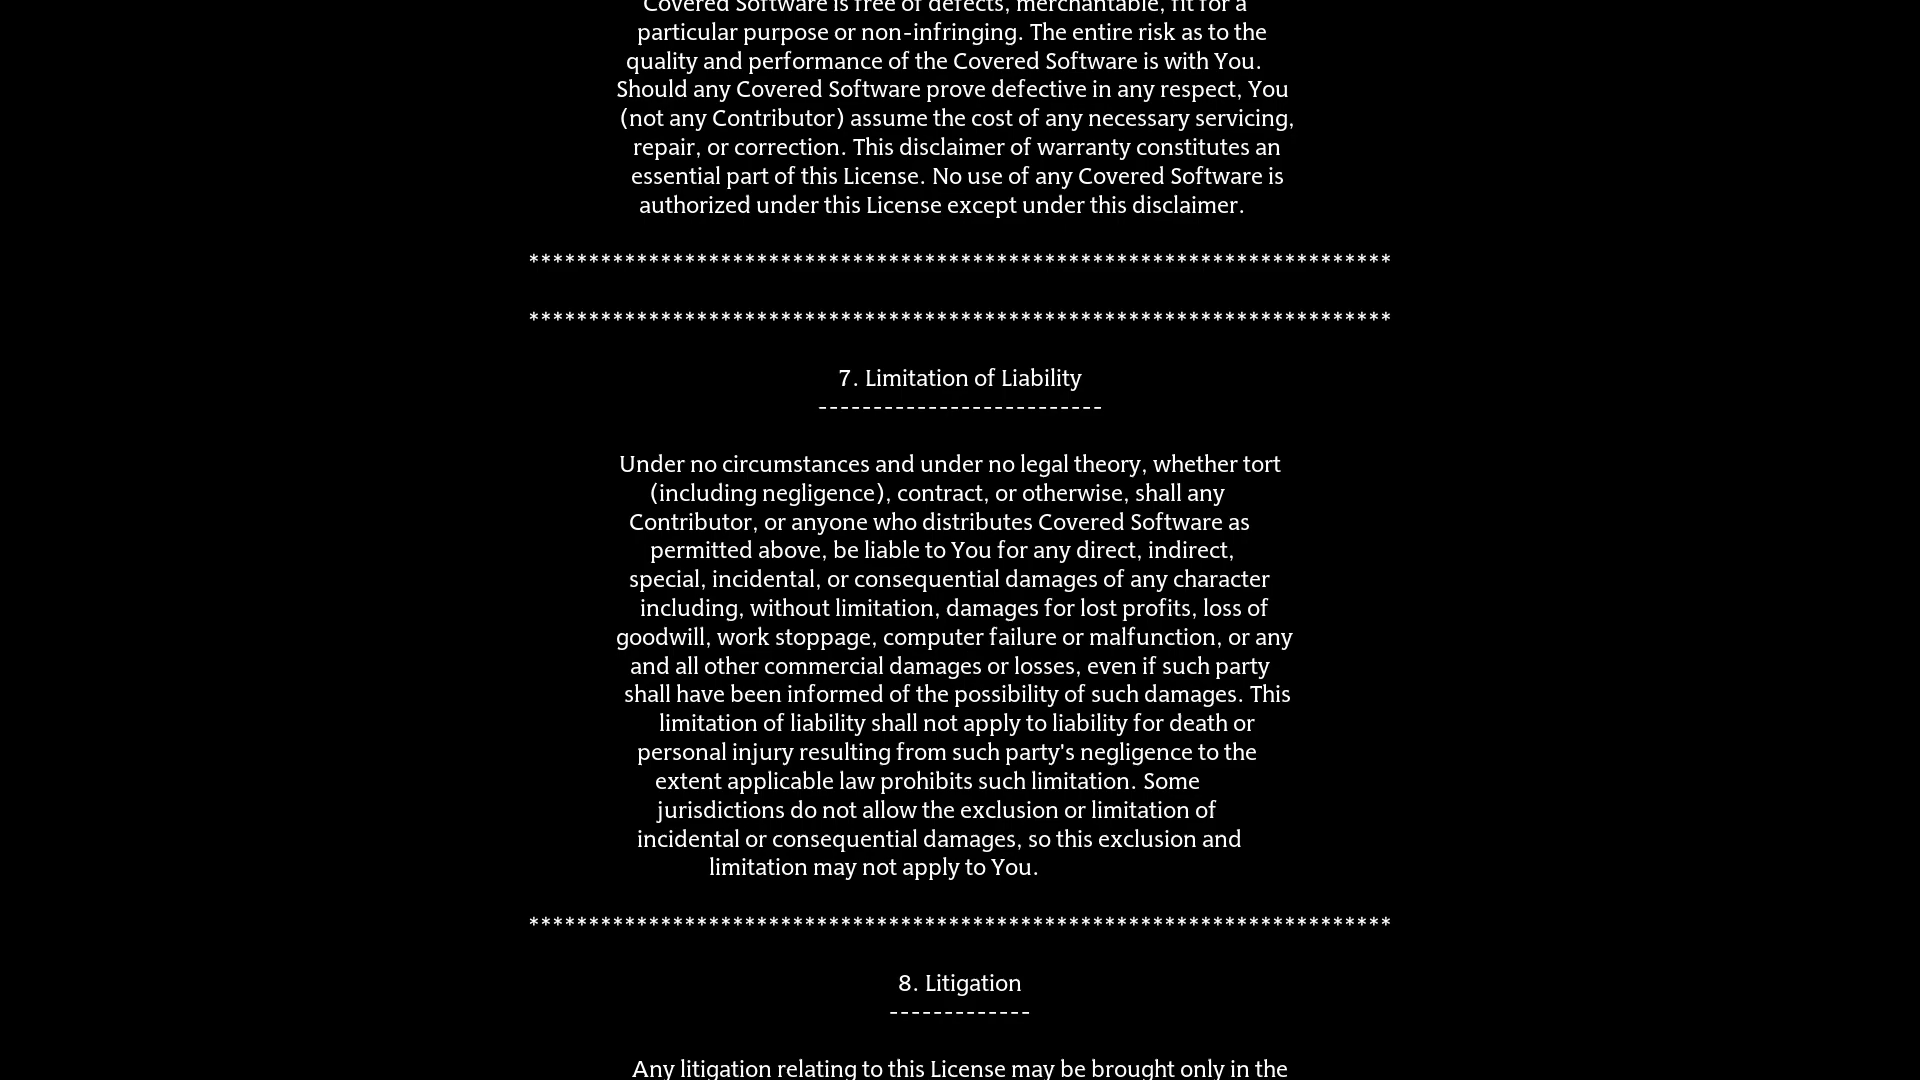 Covered Software is free of defects, merchantable, fit for a
particular purpose or non-infringing. The entire risk as to the
quality and performance of the Covered Software is with You.
Should any Covered Software prove defective in any respect, You
(not any Contributor) assume the cost of any necessary servicing,
repair, or correction. This disclaimer of warranty constitutes an
essential part of this License. No use of any Covered Software is
authorized under this License except under this disclaimer.
************************************************************************
************************************************************************
7. Limitation of Liability
--------------------------
Under no circumstances and under no legal theory, whether tort
(including negligence), contract, or otherwise, shall any
Contributor, or anyone who distributes Covered Software as
permitted above, be liable to You for any direct, indirect,
special, incidental, or consequential damages of any character
including, without limitation, damages for lost profits, loss of
goodwill, work stoppage, computer failure or malfunction, or any
and all other commercial damages or losses, even if such party
shall have been informed of the possibility of such damages. This
limitation of liability shall not apply to liability for death or
personal injury resulting from such party's negligence to the
extent applicable law prohibits such limitation. Some
jurisdictions do not allow the exclusion or limitation of
incidental or consequential damages, so this exclusion and
limitation may not apply to You.
************************************************************************
8. Litigation
-------------
Any litigation relating to this License may be brought only in the